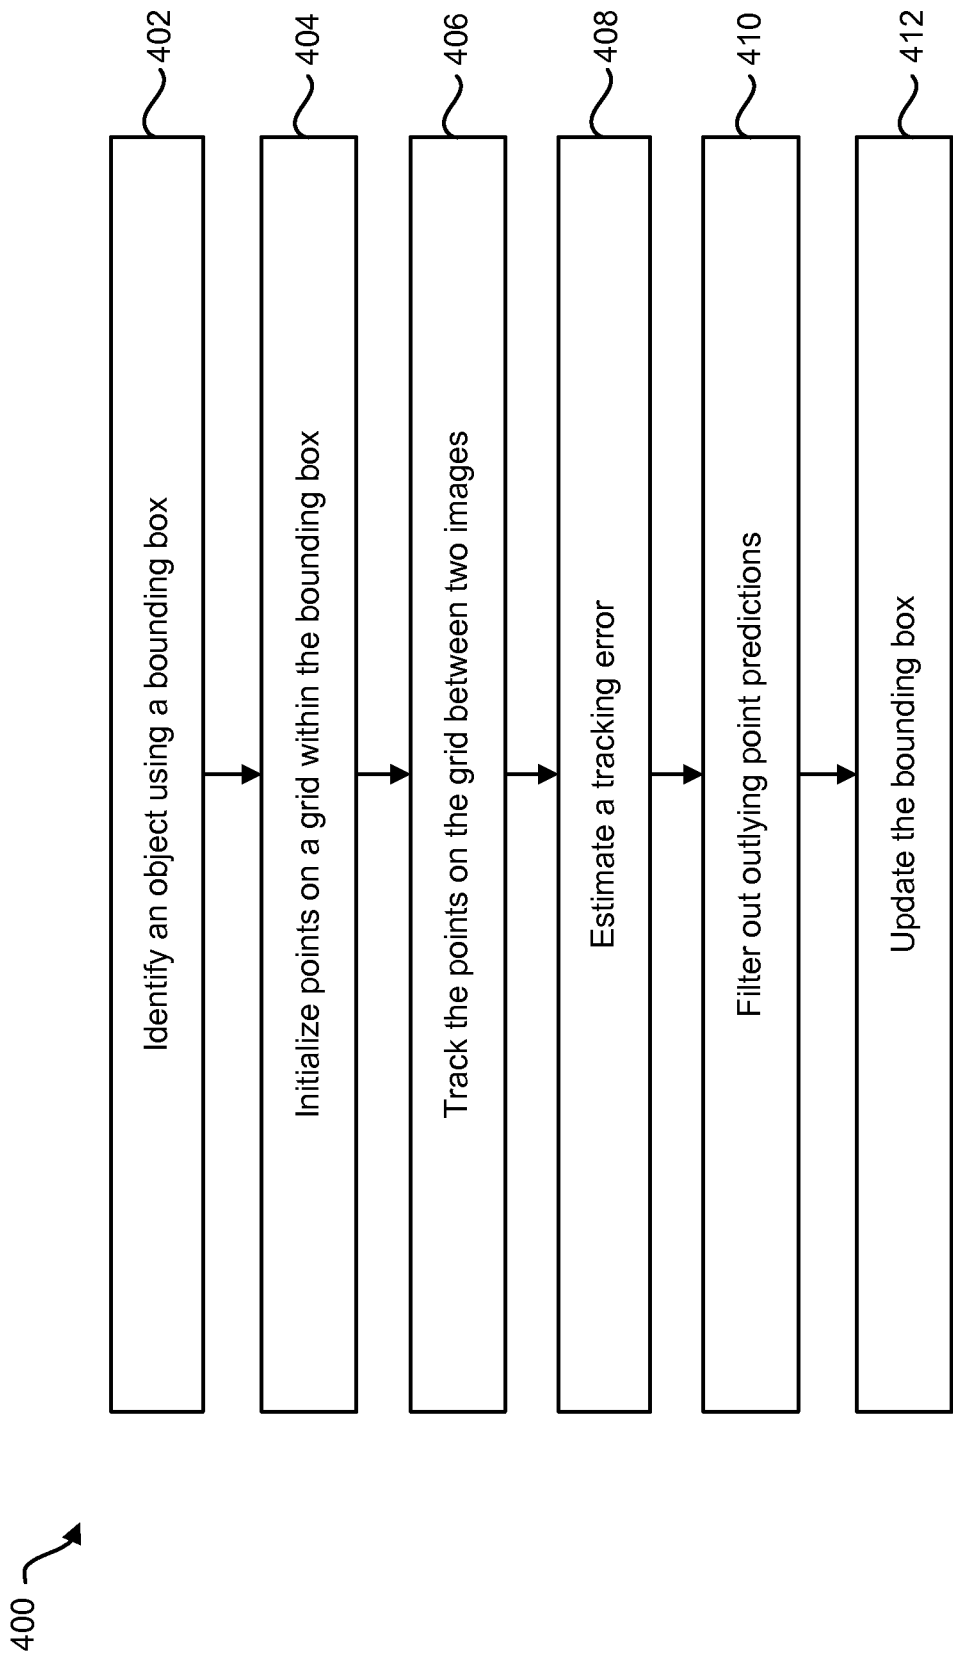 400
Identify an object using a bounding box
402
Initialize points on a grid within the bounding box
404
Track the points on the grid between two images
406
Estimate a tracking error
408
Filter out outlying point predictions
410
Update the bounding box
412